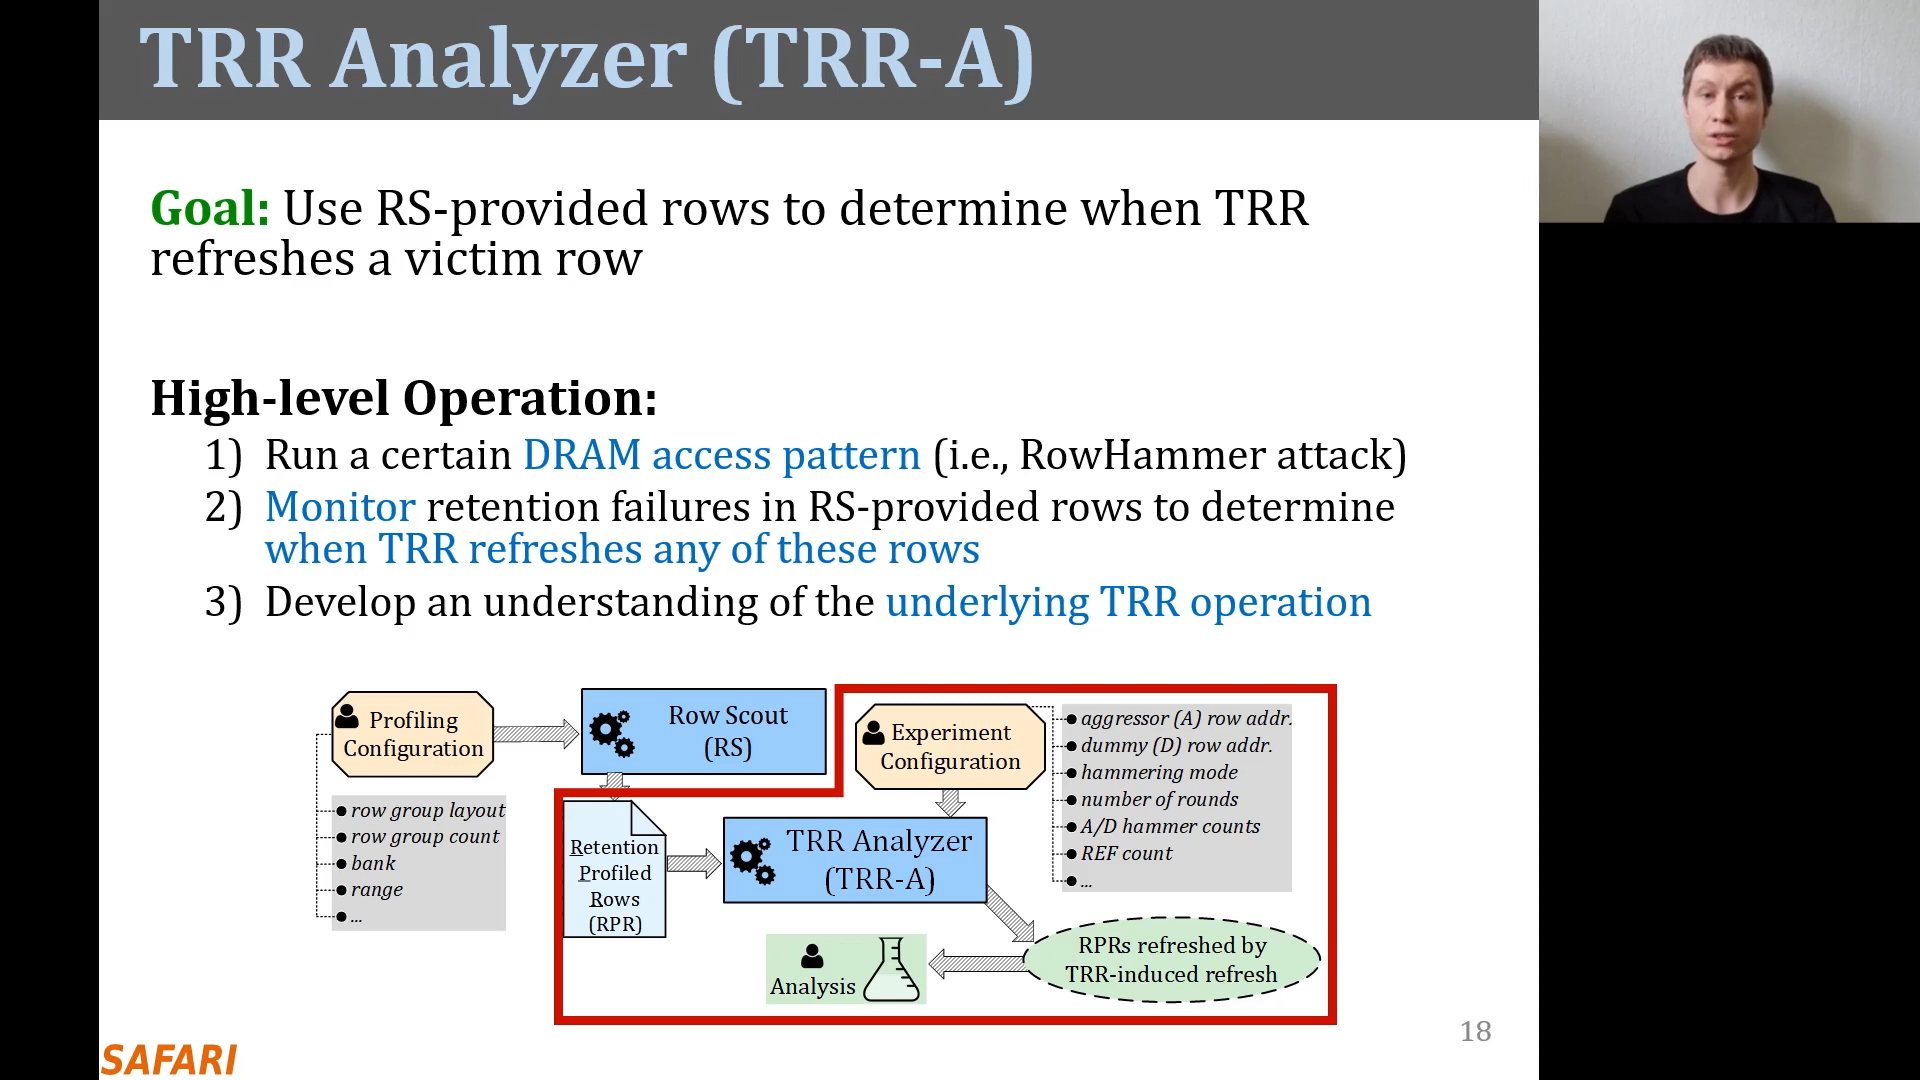 TRR Analyzer (TRR-A)
Goal: Use RS-provided rows to determine when TRR
refreshes a victim row
High-level Operation:
1) Run a certain DRAM access pattern (i.e., RowHammer attack)
2) Monitor retention failures in RS-provided rows to determine
when TRR refreshes any of these rows
3) Develop an understanding of the underlying TRR operation
Profiling
Configuration
row group layout
row group count
bank
range
...
Row Scout
(RS)
Retention
Profiled
Rows
(RPR)
Experiment
Configuration
aggressor (A) row addr.
dummy (D) row addr.
hammering mode
number of rounds
A/D hammer counts
REF count
...
TRR Analyzer
(TRR-A)
RPRs refreshed by
TRR-induced refresh
Analysis
SAFARI
18